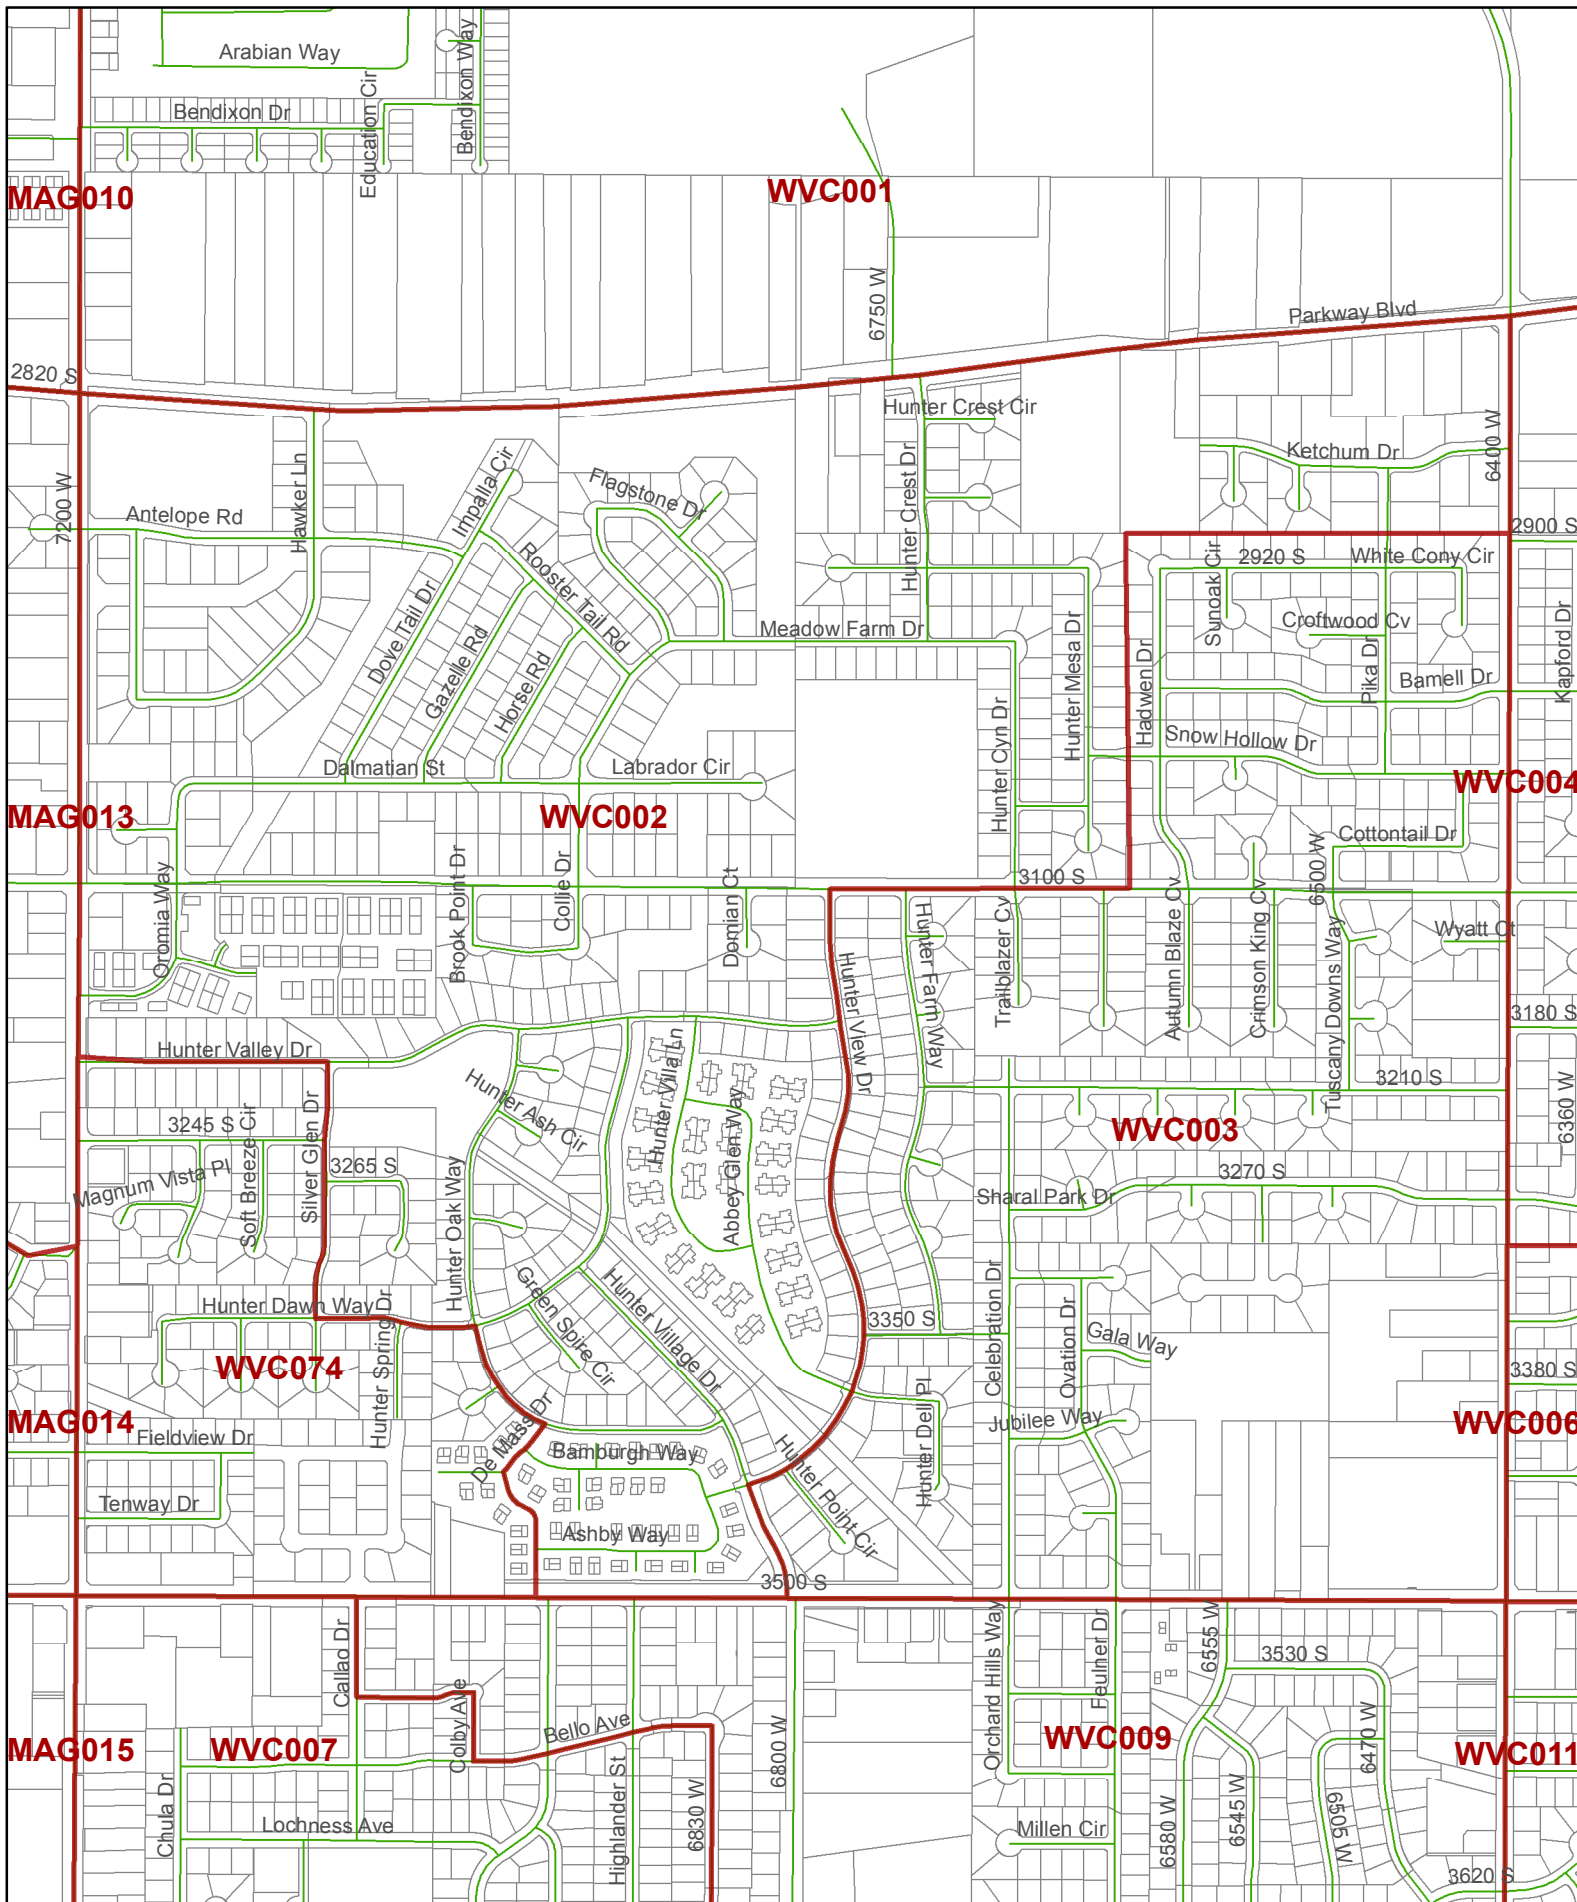 Arabian Way
Bendixon Dr
Education Cir
Bendixon Way
MAG010
WVC001
6750 W
Parkway Blvd
2820 S
Hunter Crest Cir
Ketchum Dr
6400 W
7200 W
Antelope Rd
Hawker Ln
Impalla Cir
Flagstone Dr
Hunter Crest Dr
2900 S
2920 S
White Cony Cir
Sunoak Cir
Croftwood Cv
Rooster Tail Rd
Dove Tail Dr
Gazelle Rd
Horse Rd
Meadow Farm Dr
Hunter Mesa Dr
Hadwen Dr
Pika Dr
Bamell Dr
Kapford Dr
Hunter Cyn Dr
Snow Hollow Dr
Dalmatian St
Labrador Cir
WVC004
MAG013
WVC002
Cottontail Dr
6500 W
Brook Point Dr
Collie Dr
Domian Ct
3100 S
Oromia Way
Hunter View Dr
Hunter Farm Way
Trailblazer Cv
Autumn Blaze Cv
Crimson King Cv
Tuscany Downs Way
Wyatt Ct
3180 S
Hunter Valley Dr
Hunter Villa Ln
Hunter Ash Cir
3210 S
6360 W
3245 S
WVC003
Magnum Vista Pl
Soft Breeze Cir
Silver Glen Dr
3265 S
Hunter Oak Way
Abbey Glen Way
Sharal Park Dr
3270 S
Hunter Dawn Way
Green Spire Cir
Hunter Village Dr
3350 S
Celebration Dr
Ovation Dr
Gala Way
WVC074
Hunter Spring Dr
3380 S
MAG014
De Mass Dr
Hunter Dell Pl
Jubilee Way
WVC006
Fieldview Dr
Bamburgh Way
Hunter Point Cir
Tenway Dr
Ashby Way
3500 S
Callao Dr
Colby Ave
Bello Ave
6800 W
Orchard Hills Way
Feulner Dr
6555 W
3530 S
6470 W
MAG015
WVC007
WVC009
WVC011
Chula Dr
Lochness Ave
Highlander St
6830 W
Millen Cir
6580 W
6545 W
6505 W
3620 S